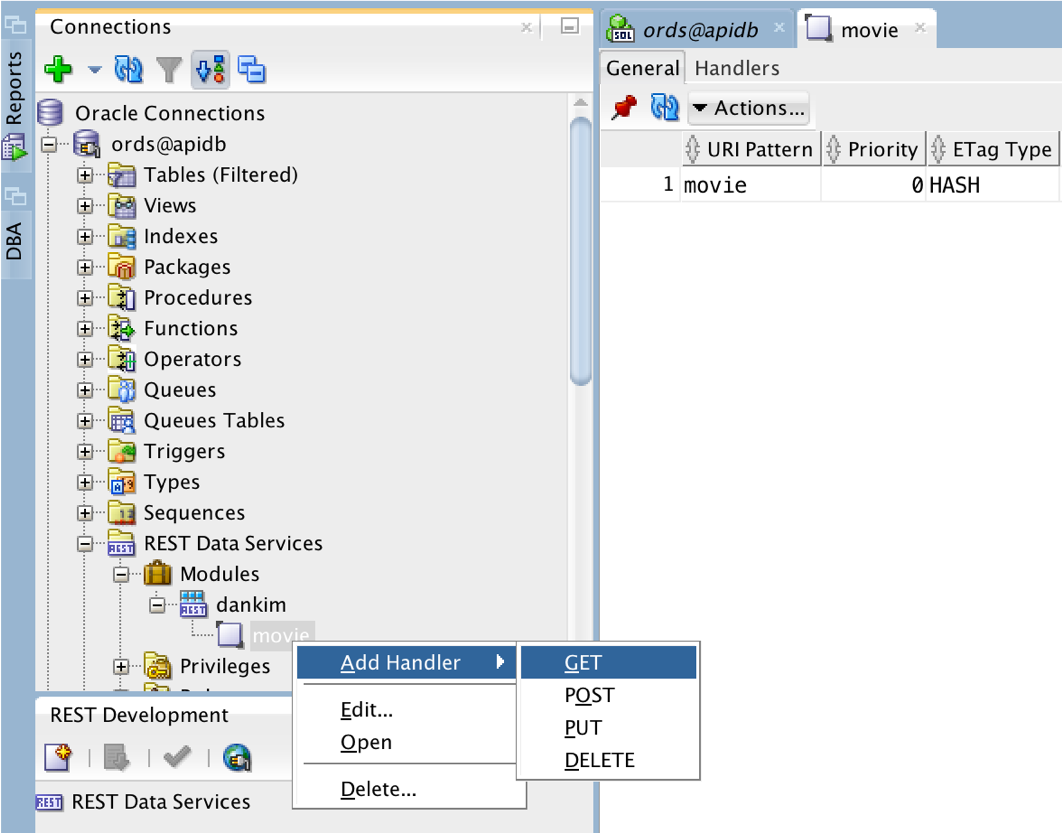 Reports
DBA
Connections
Oracle Connections
ords@apidb
Tables (Filtered)
Views
Indexes
Packages
Procedures
Functions
Operators
Queues
Queues Tables
Triggers
Types
Sequences
REST Data Services
Modules
dankim
movie
Privileges
Add Handler
Edit...
Open
Delete...
GET
POST
PUT
DELETE
REST Development
REST Data Services
ords@apidb
movie
General
Handlers
Actions...
URI Pattern Priority ETag Type
1 movie 0 HASH